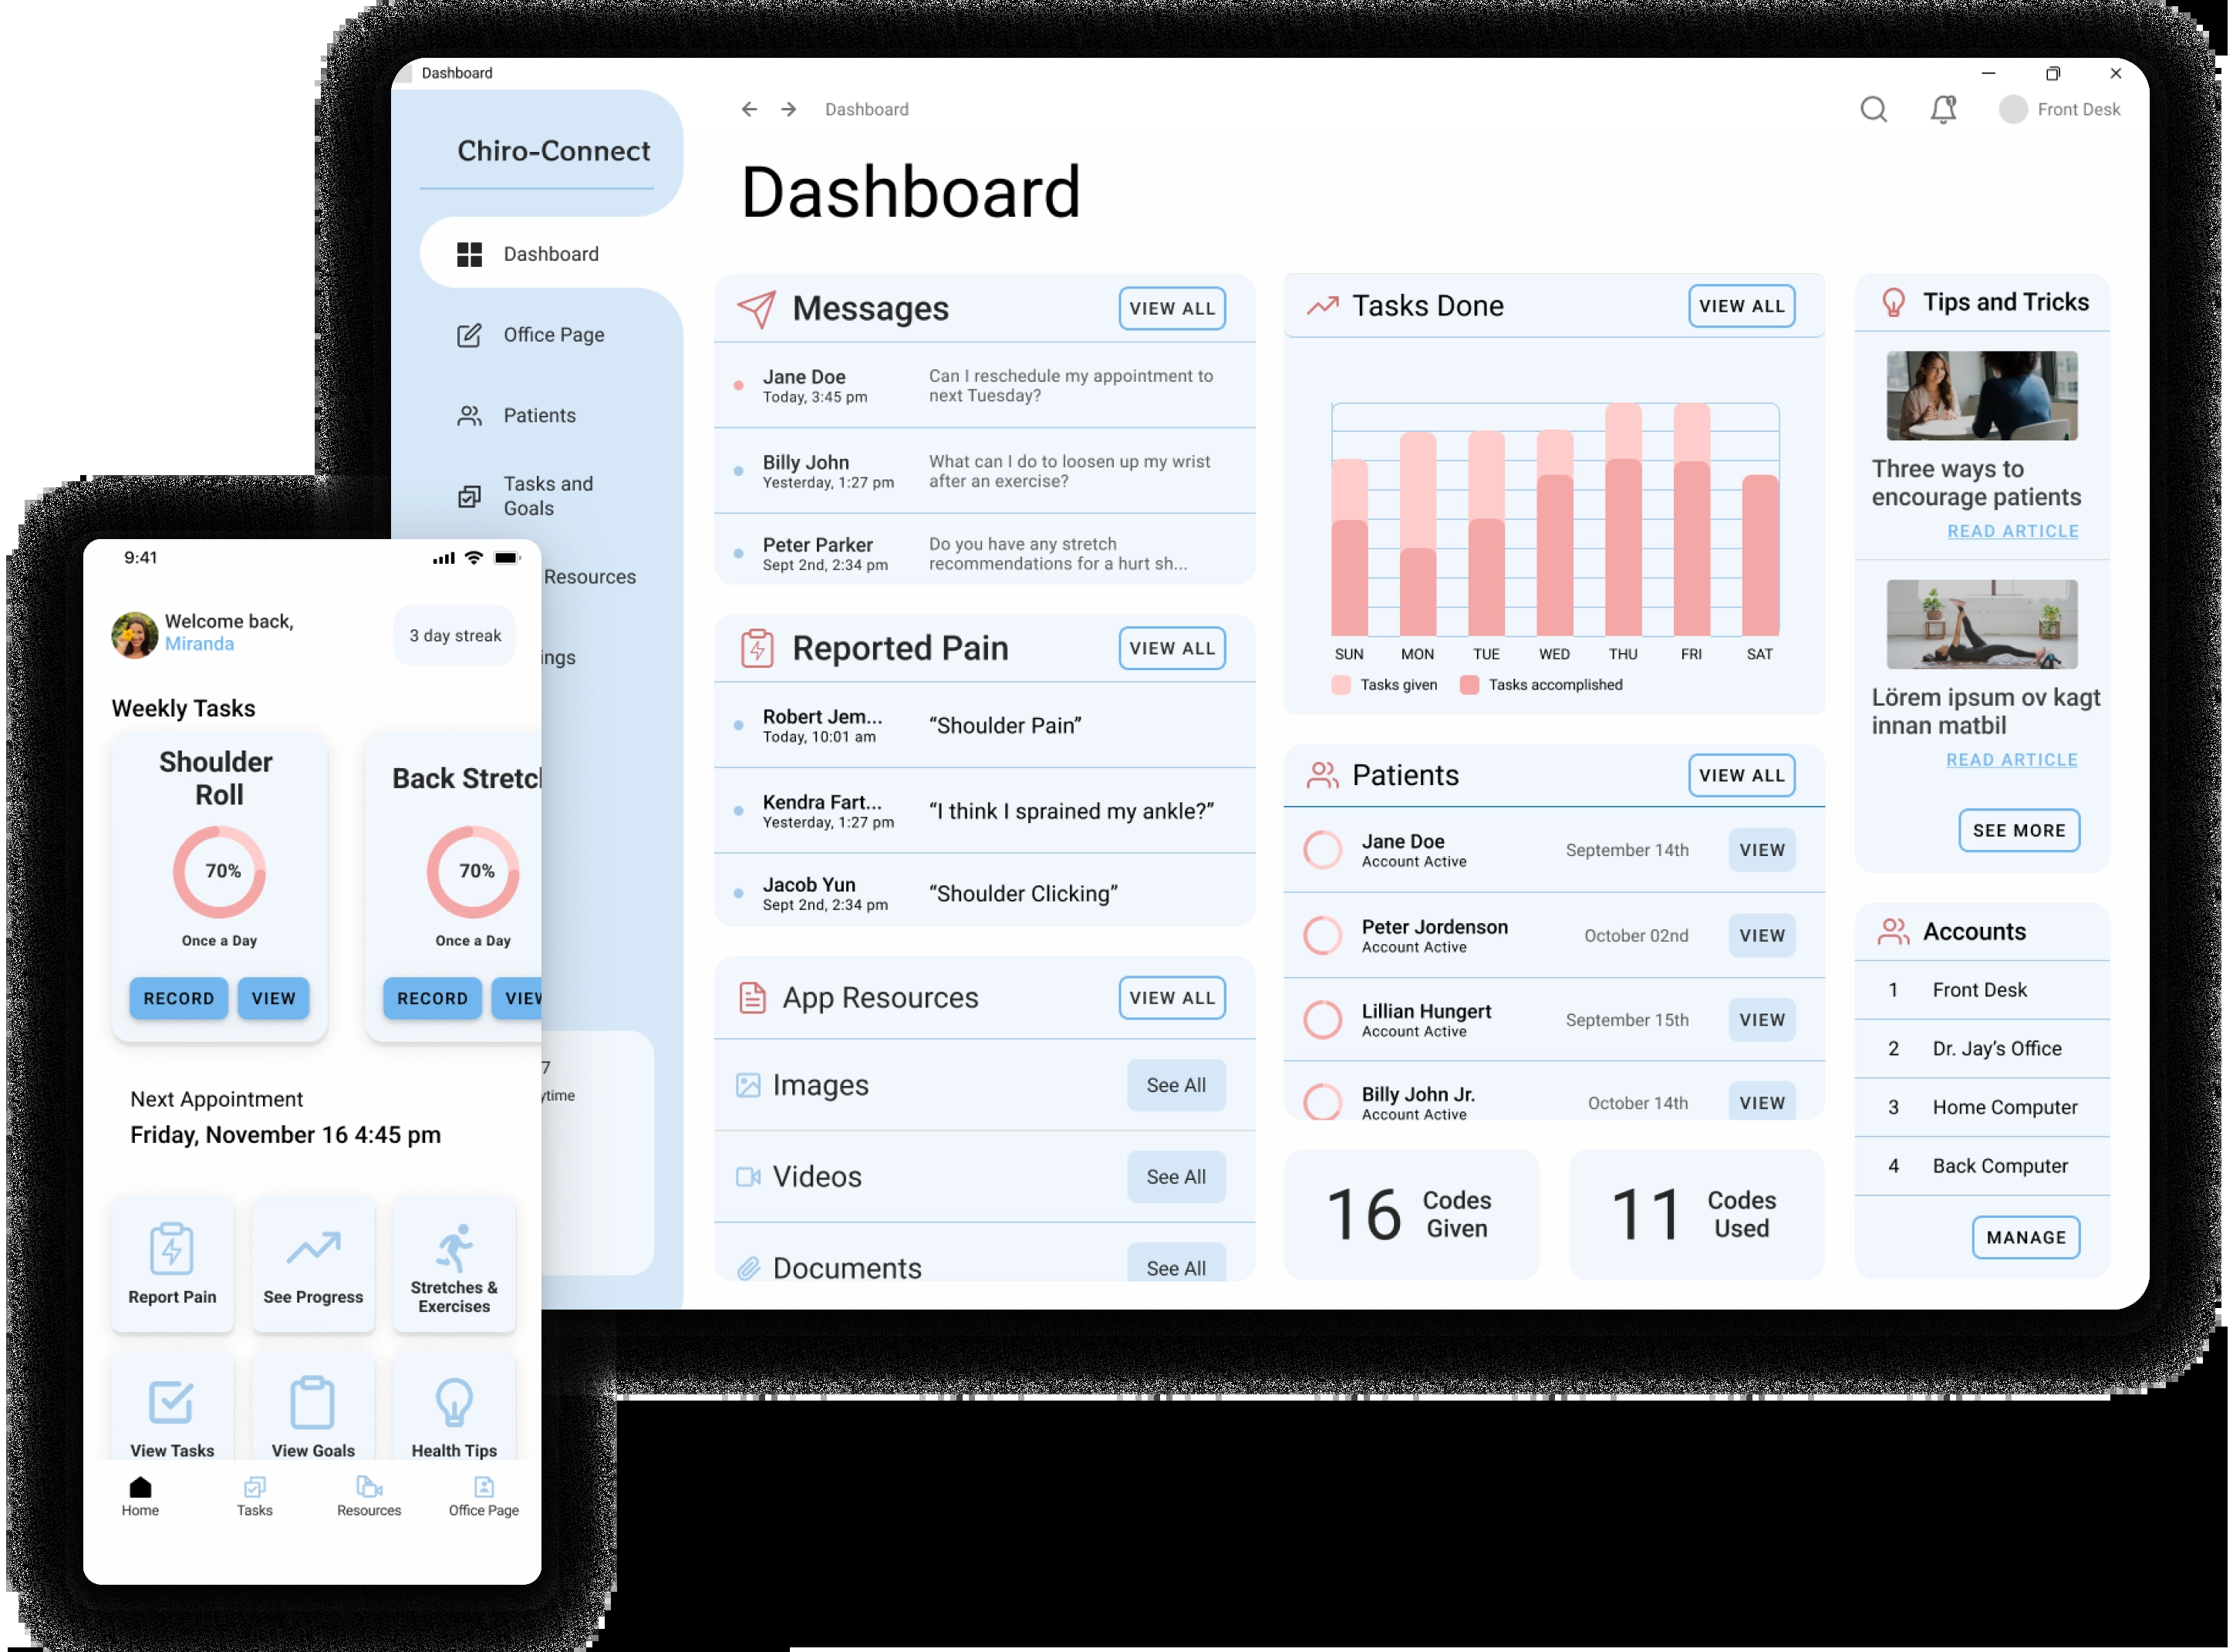 Dashboard
Dashboard
Front Desk
Chiro-Connect
Dashboard
Dashboard
Office Page
Patients
Tasks and
Goals
Resources
Messages
VIEW ALL
Jane Doe
Today, 3:45 pm
Can I reschedule my appointment to
next Tuesday?
Billy John
Yesterday, 1:27 pm
What can I do to loosen up my wrist
after an exercise?
Peter Parker
Sept 2nd, 2:34 pm
Do you have any stretch
recommendations for a hurt sh...
Reported Pain
VIEW ALL
Robert Jem...
Today, 10:01 am
“Shoulder Pain”
Kendra Fart...
Yesterday, 1:27 pm
“I think I sprained my ankle?”
Jacob Yun
Sept 2nd, 2:34 pm
“Shoulder Clicking”
App Resources
VIEW ALL
Images
See All
Videos
See All
Documents
See All
Tasks Done
VIEW ALL
SUN MON TUE WED THU FRI SAT
Tasks given Tasks accomplished
Patients
VIEW ALL
Jane Doe
Account Active
September 14th
VIEW
Peter Jordenson
Account Active
October 02nd
VIEW
Lillian Hungert
Account Active
September 15th
VIEW
Billy John Jr.
Account Active
October 14th
VIEW
16
Codes
Given
11
Codes
Used
Tips and Tricks
Three ways to
encourage patients
READ ARTICLE
Lörem ipsum ov kagt
innan matbil
READ ARTICLE
SEE MORE
Accounts
1 Front Desk
2 Dr. Jay’s Office
3 Home Computer
4 Back Computer
MANAGE
9:41
Welcome back,
Miranda
3 day streak
Weekly Tasks
Shoulder
Roll
70%
Once a Day
RECORD VIEW
Back Stretch
70%
Once a Day
RECORD VIEW
Next Appointment
Friday, November 16 4:45 pm
Report Pain
See Progress
Stretches &
Exercises
View Tasks
View Goals
Health Tips
Home
Tasks
Resources
Office Page